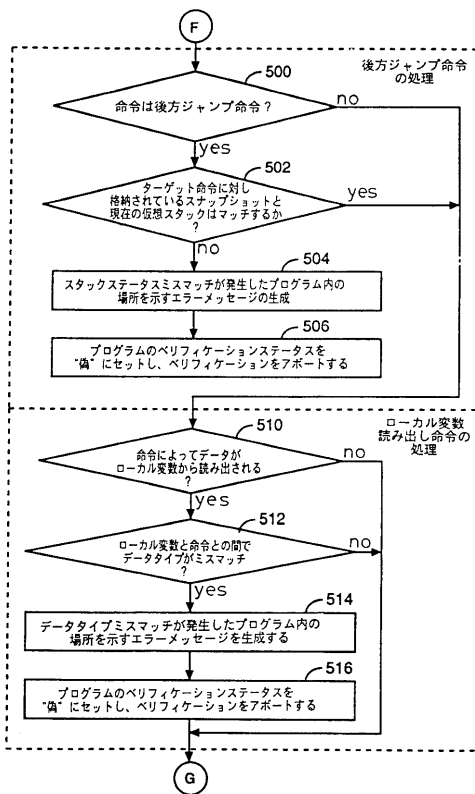 F
500
後方ジャンプ命令
の処理
命令は後方ジャンプ命令？
no
yes
502
ターゲット命令に対し
格納されているスナップショットと
現在の仮想スタックはマッチするか
？
yes
no
504
スタックステータスミスマッチが発生したプログラム内の
場所を示すエラーメッセージの生成
506
プログラムのベリフィケーションステータスを
"偽"にセットし、ベリフィケーションをアボートする
510
ローカル変数
読み出し命令の
処理
命令によってデータが
ローカル変数から読み出される
？
no
yes
512
ローカル変数と命令との間で
データタイプがミスマッチ
？
no
yes
514
データタイプミスマッチが発生したプログラム内の
場所を示すエラーメッセージを生成する
516
プログラムのベリフィケーションステータスを
"偽"にセットし、ベリフィケーションをアボートする
G